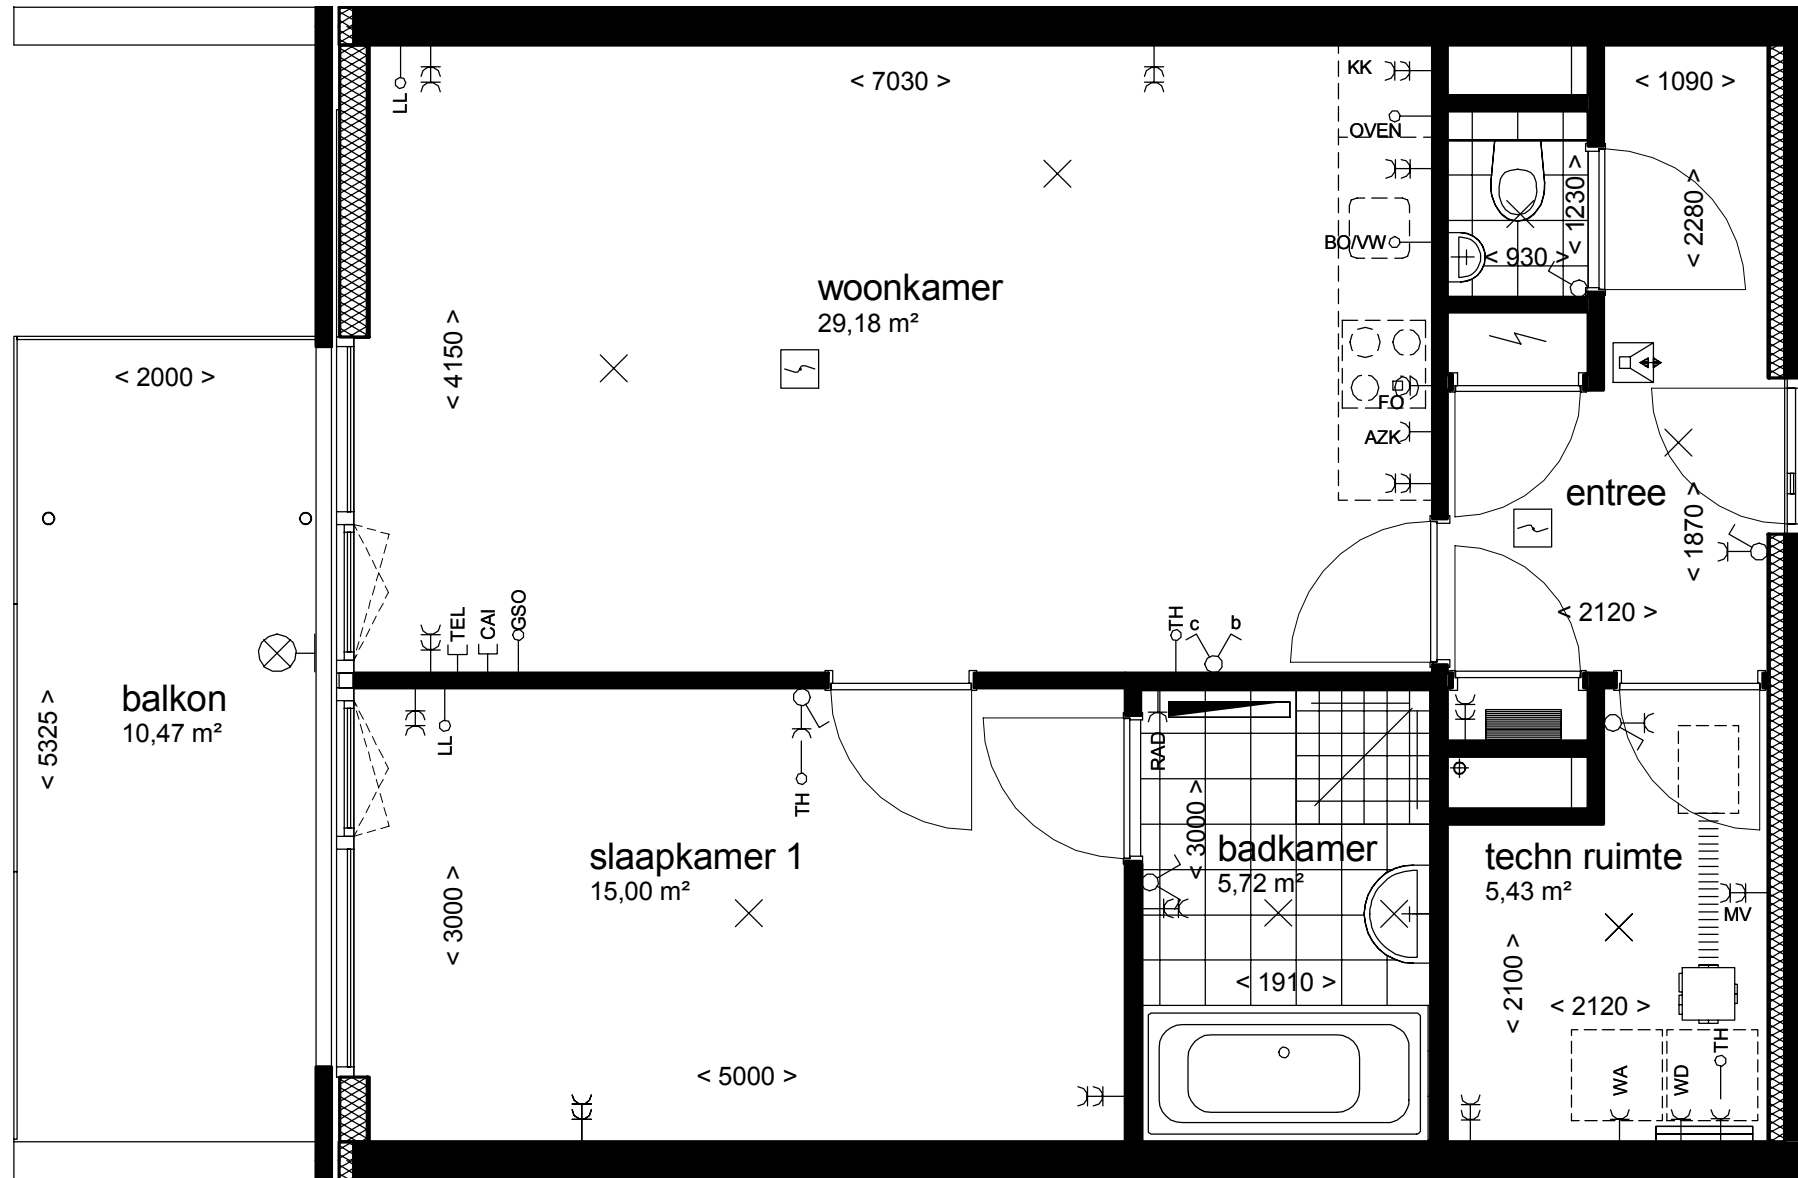 < 7030 >
KK
< 1090 >
LL
OVEN
< 1230 >
< 2280 >
BO/VW
< 930 >
woonkamer
29,18 m²
< 4150 >
< 2000 >
FO
AZK
entree
< 1870 >
< 2120 >
TEL
CAI
GSO
TH
c
b
balkon
10,47 m²
< 5325 >
LL
TH
RAD
< 3000 >
slaapkamer 1
15,00 m²
badkamer
5,72 m²
techn ruimte
5,43 m²
< 3000 >
MV
< 1910 >
< 2100 >
< 2120 >
< 5000 >
TH
WA
WD